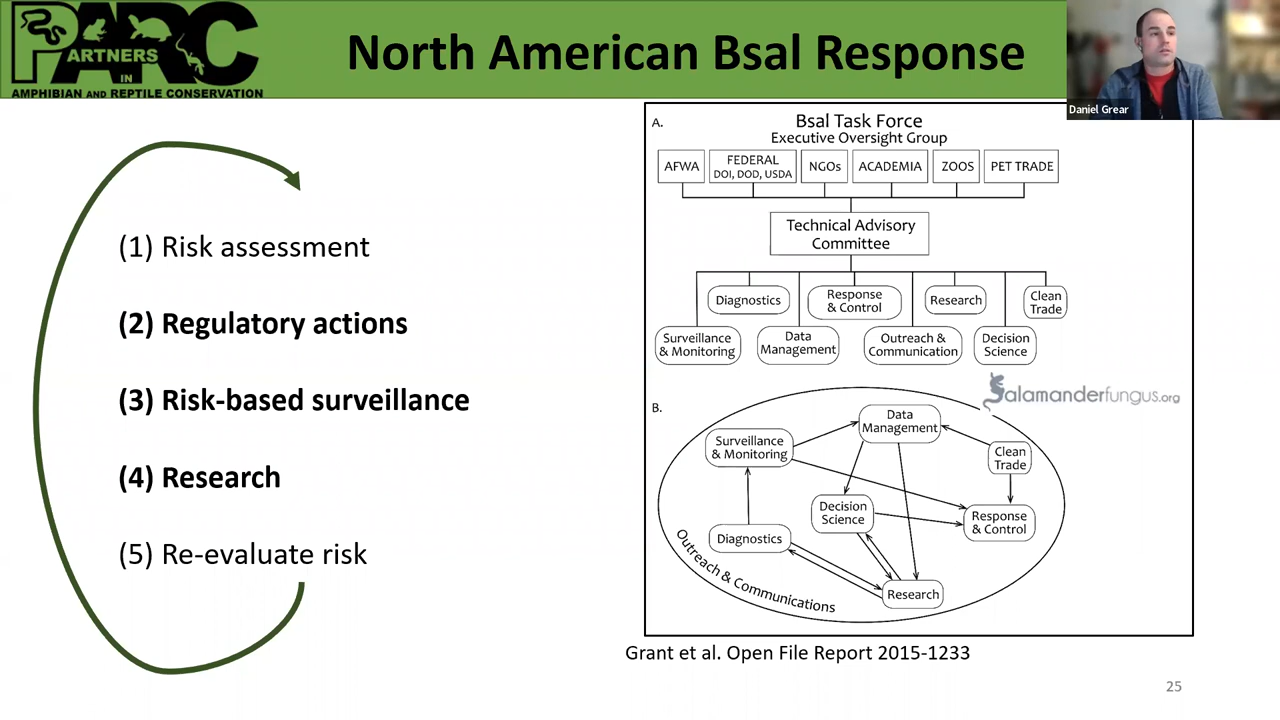 PARC
PARTNERS
IN
AMPHIBIAN AND REPTILE CONSERVATION
North American Bsal Response
Daniel Grear
(1) Risk assessment
(2) Regulatory actions
(3) Risk-based surveillance
(4) Research
(5) Re-evaluate risk
A.
Bsal Task Force
Executive Oversight Group
AFWA
FEDERAL
DOI, DOD, USDA
NGOs
ACADEMIA
ZOOS
PET TRADE
Technical Advisory
Committee
Diagnostics
Response
& Control
Research
Clean
Trade
Surveillance
& Monitoring
Data
Management
Outreach &
Communication
Decision
Science
Salamanderfungus.org
B.
Data
Management
Surveillance
& Monitoring
Clean
Trade
Decision
Science
Response
& Control
Diagnostics
Research
Outreach & Communications
Grant et al. Open File Report 2015-1233
25